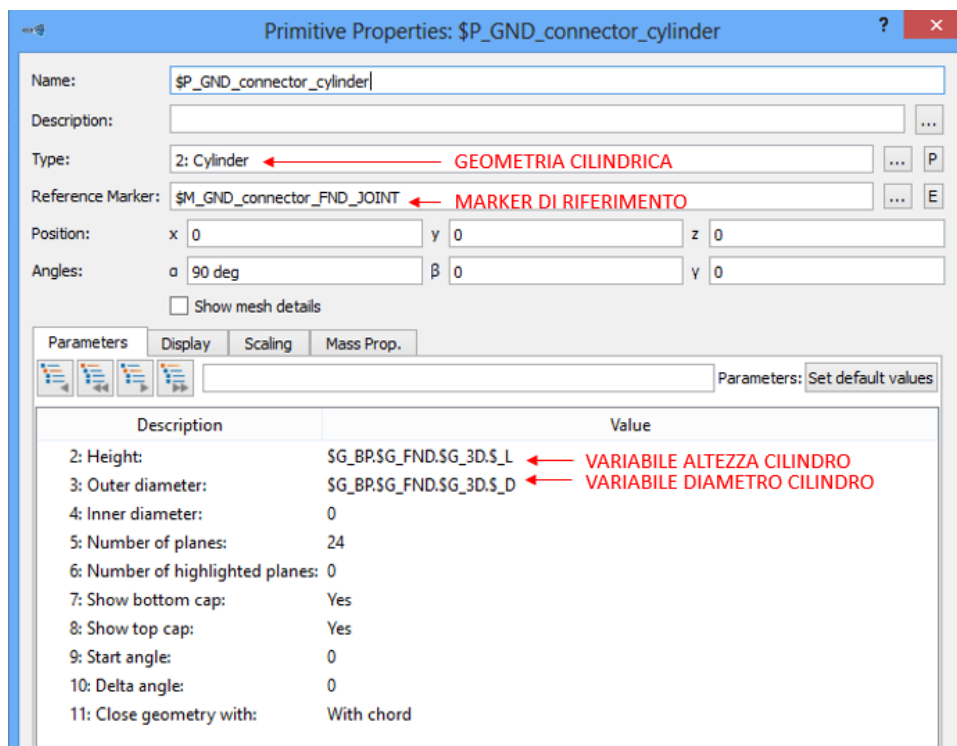 Primitive Properties: $P_GND_connector_cylinder ? ×
Name: $P_GND_connector_cylinder
Description: ...
Type: 2: Cylinder GEOMETRIA CILINDRICA ... P
Reference Marker: $M_GND_connector_FND_JOINT MARKER DI RIFERIMENTO ... E
Position: x 0 y 0 z 0
Angles: α 90 deg β 0 γ 0
Show mesh details
Parameters Display Scaling Mass Prop.
Parameters: Set default values
Description Value
2: Height: $G_BP.$G_FND.$G_3D.$_L VARIABILE ALTEZZA CILINDRO
3: Outer diameter: $G_BP.$G_FND.$G_3D.$_D VARIABILE DIAMETRO CILINDRO
4: Inner diameter: 0
5: Number of planes: 24
6: Number of highlighted planes: 0
7: Show bottom cap: Yes
8: Show top cap: Yes
9: Start angle: 0
10: Delta angle: 0
11: Close geometry with: With chord